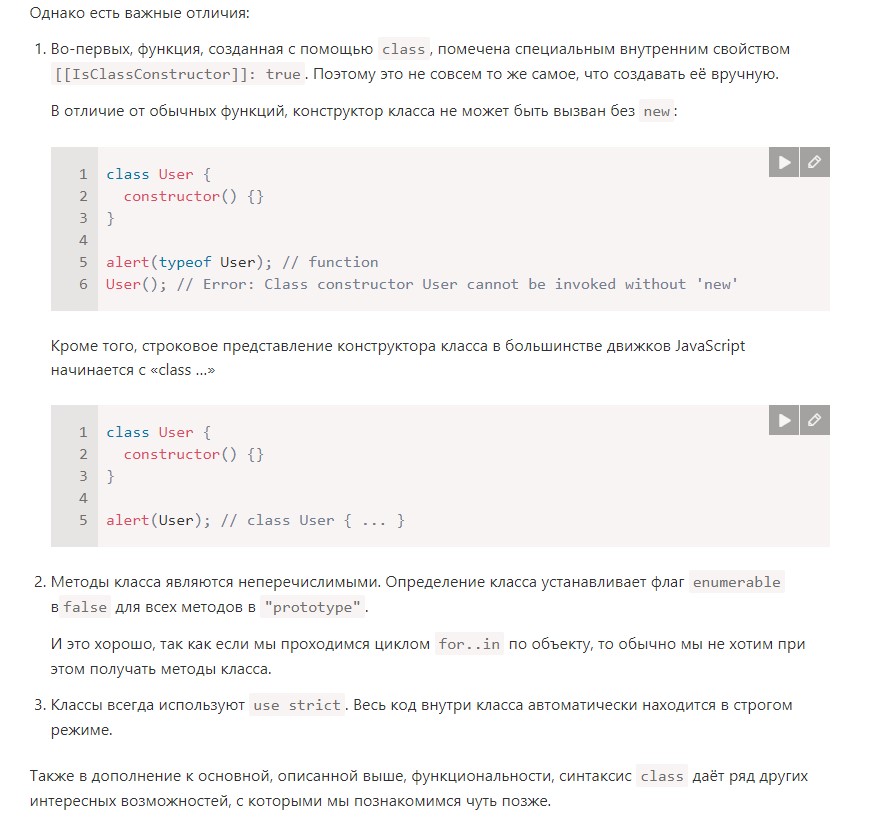 Однако есть важные отличия:
1. Во-первых, функция, созданная с помощью class, помечена специальным внутренним свойством
[[IsClassConstructor]]: true. Поэтому это не совсем то же самое, что создавать её вручную.
В отличие от обычных функций, конструктор класса не может быть вызван без new:
1 class User {
2   constructor() {}
3 }
4
5 alert(typeof User); // function
6 User(); // Error: Class constructor User cannot be invoked without 'new'
Кроме того, строковое представление конструктора класса в большинстве движков JavaScript
начинается с «class …»
1 class User {
2   constructor() {}
3 }
4
5 alert(User); // class User { ... }
2. Методы класса являются неперечислимыми. Определение класса устанавливает флаг enumerable
в false для всех методов в "prototype".
И это хорошо, так как если мы проходимся циклом for..in по объекту, то обычно мы не хотим при
этом получать методы класса.
3. Классы всегда используют use strict. Весь код внутри класса автоматически находится в строгом
режиме.
Также в дополнение к основной, описанной выше, функциональности, синтаксис class даёт ряд других
интересных возможностей, с которыми мы познакомимся чуть позже.